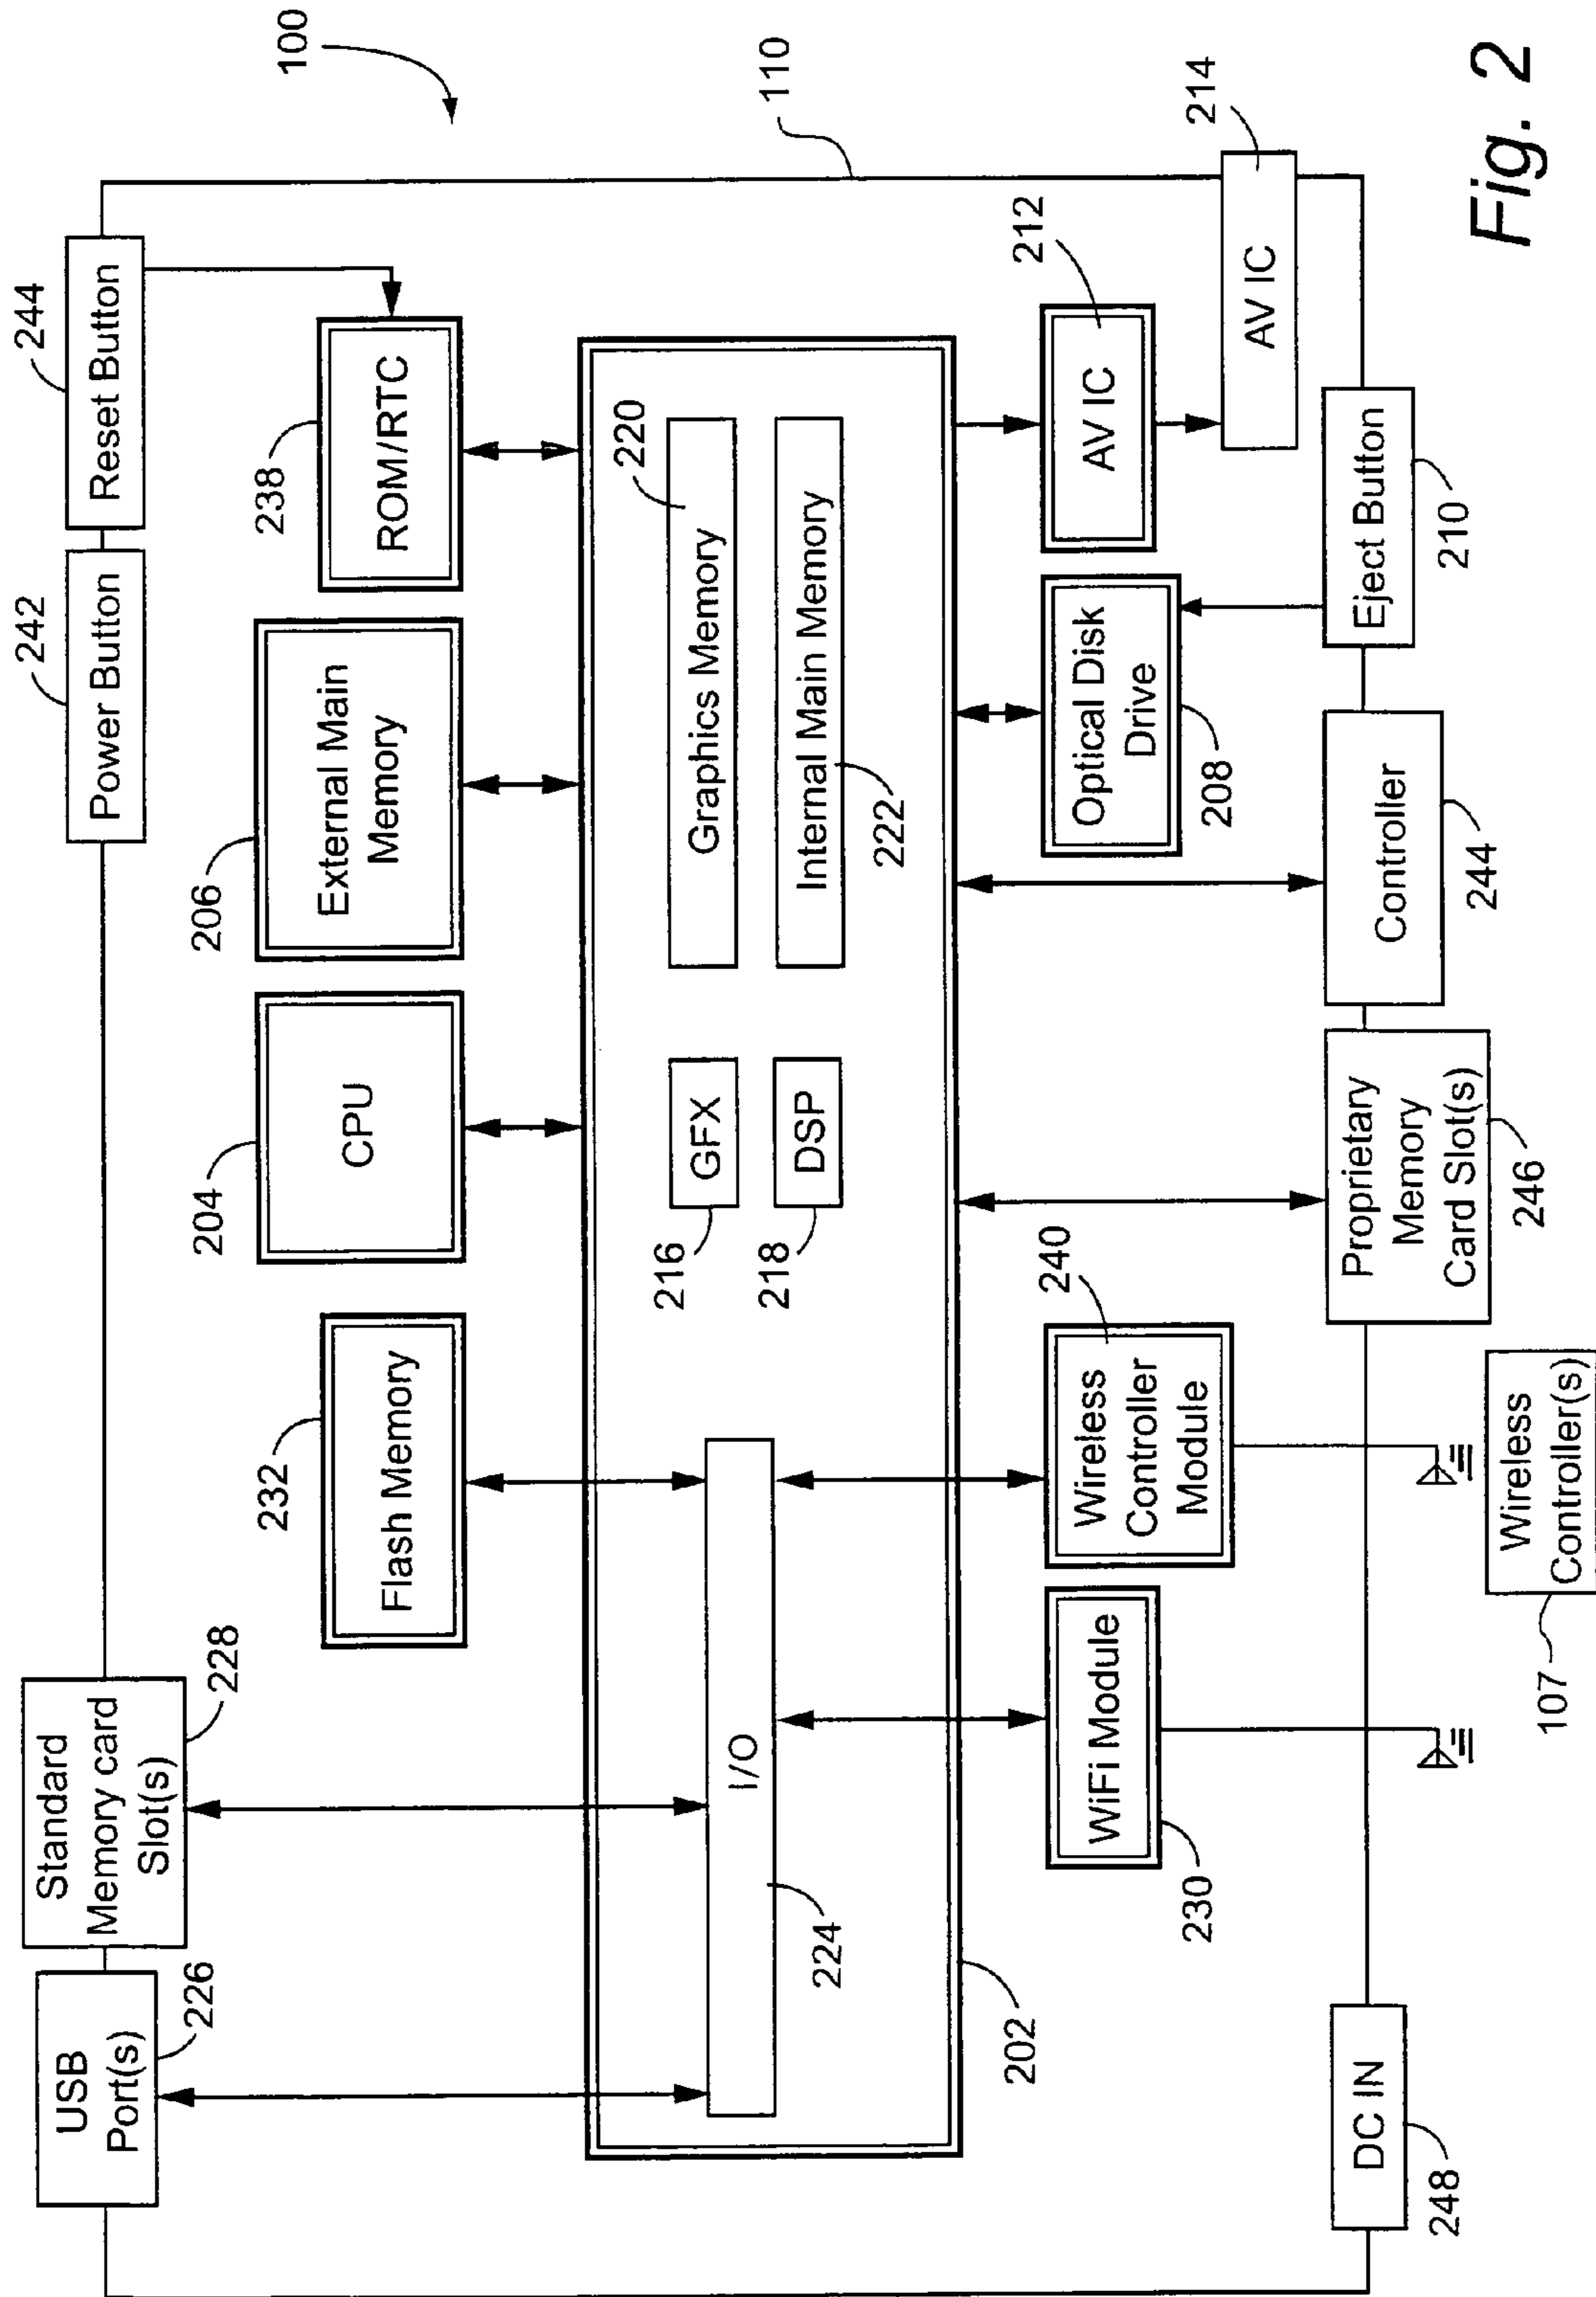 100
110
USB
Port(s)
226
Standard
Memory card
Slot(s)
228
Power Button
242
Reset Button
244
Flash Memory
232
CPU
204
External Main
Memory
206
ROM/RTC
238
I/O
224
GFX
216
DSP
218
Graphics Memory
220
Internal Main Memory
222
202
WiFi Module
230
Wireless
Controller
Module
240
Optical Disk
Drive
208
AV IC
212
AV IC
214
DC IN
248
Proprietary
Memory
Card Slot(s)
246
Controller
244
Eject Button
210
Wireless
Controller(s)
107
Fig. 2